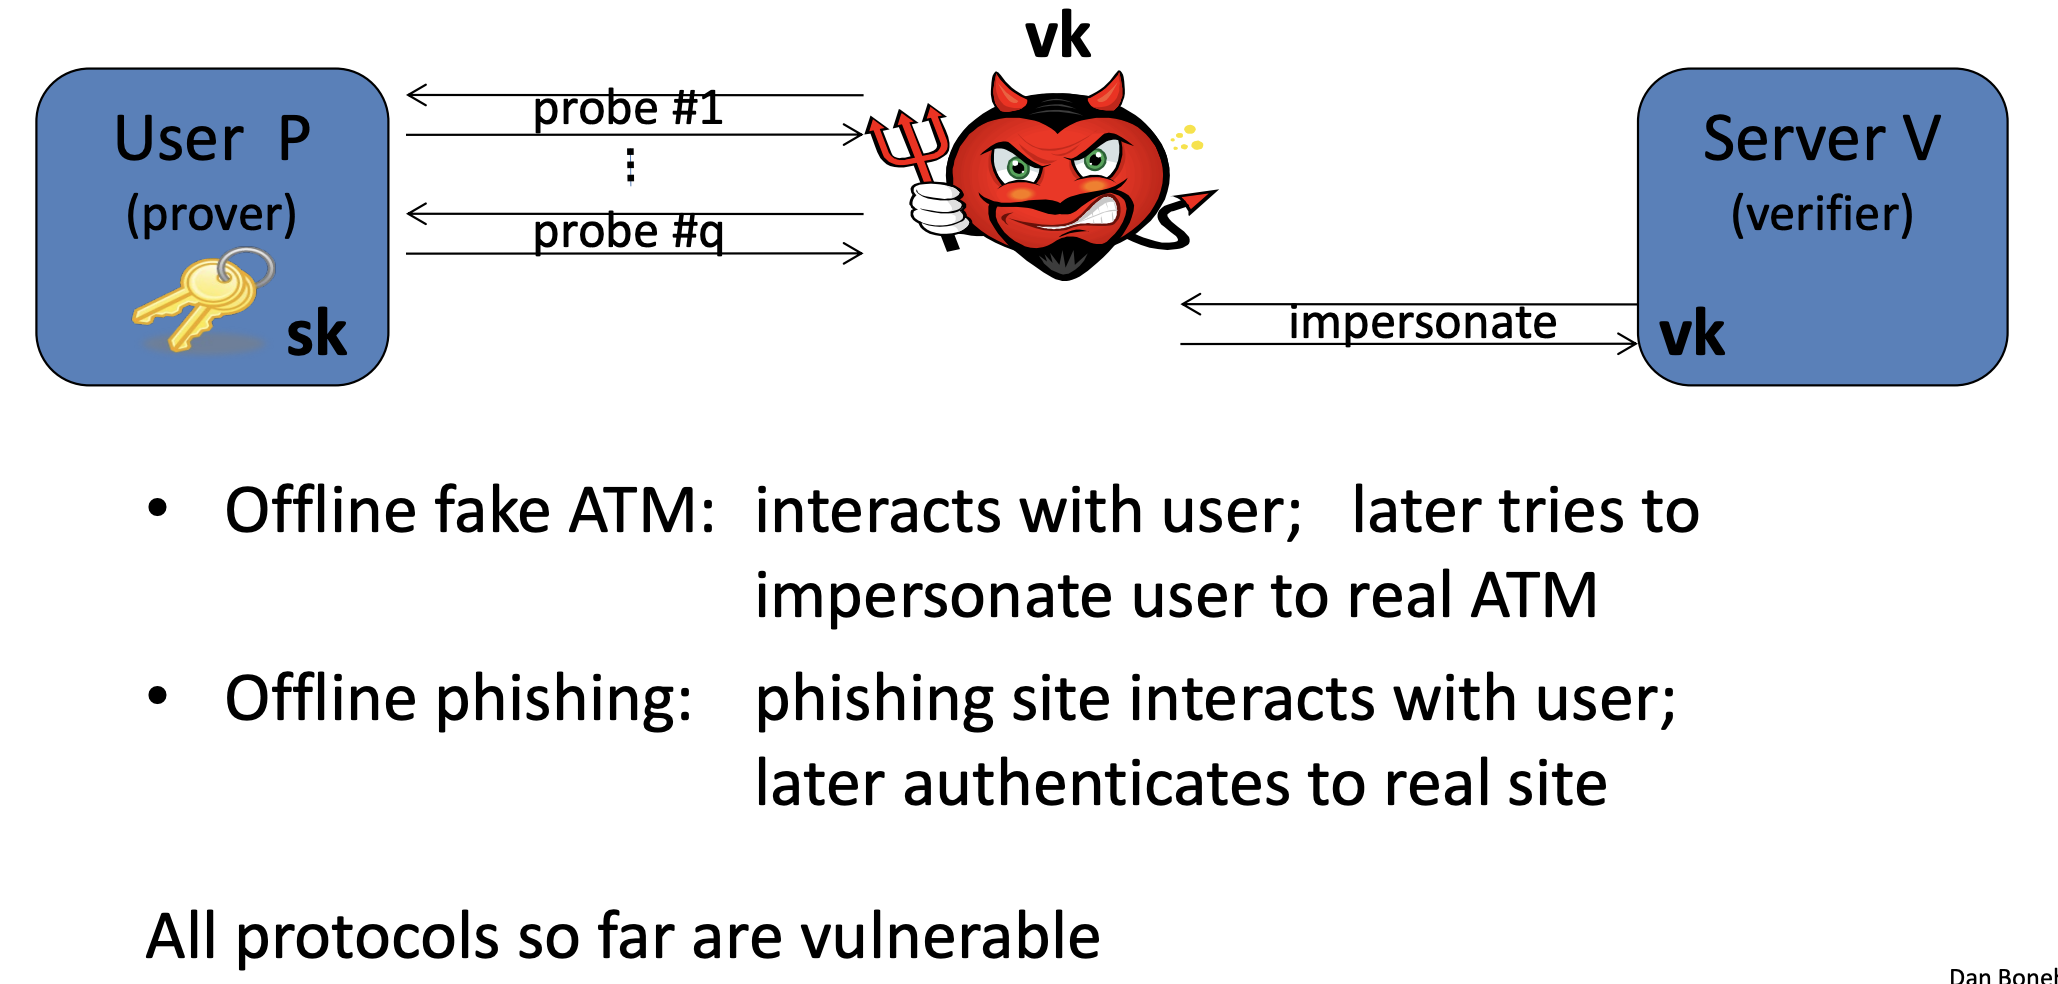 vk
User P
(prover)
sk
probe #1
probe #q
impersonate
Server V
(verifier)
vk
• Offline fake ATM: interacts with user; later tries to
impersonate user to real ATM
• Offline phishing: phishing site interacts with user;
later authenticates to real site
All protocols so far are vulnerable
Dan Boneh